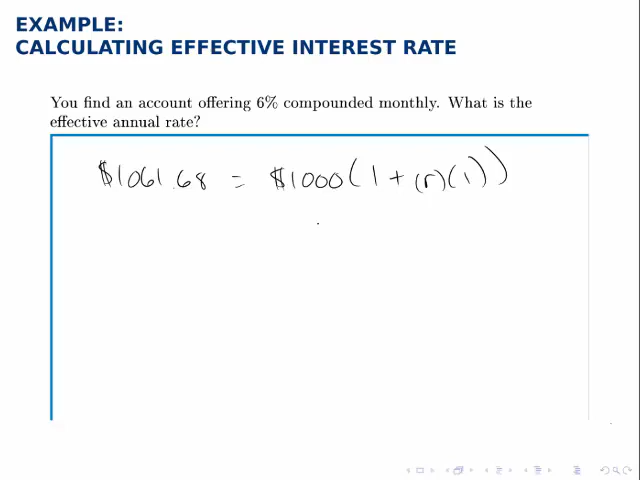 EXAMPLE:
CALCULATING EFFECTIVE INTEREST RATE
You find an account offering 6% compounded monthly. What is the
effective annual rate?
$1061.68 = $1000(1+(r)(1))